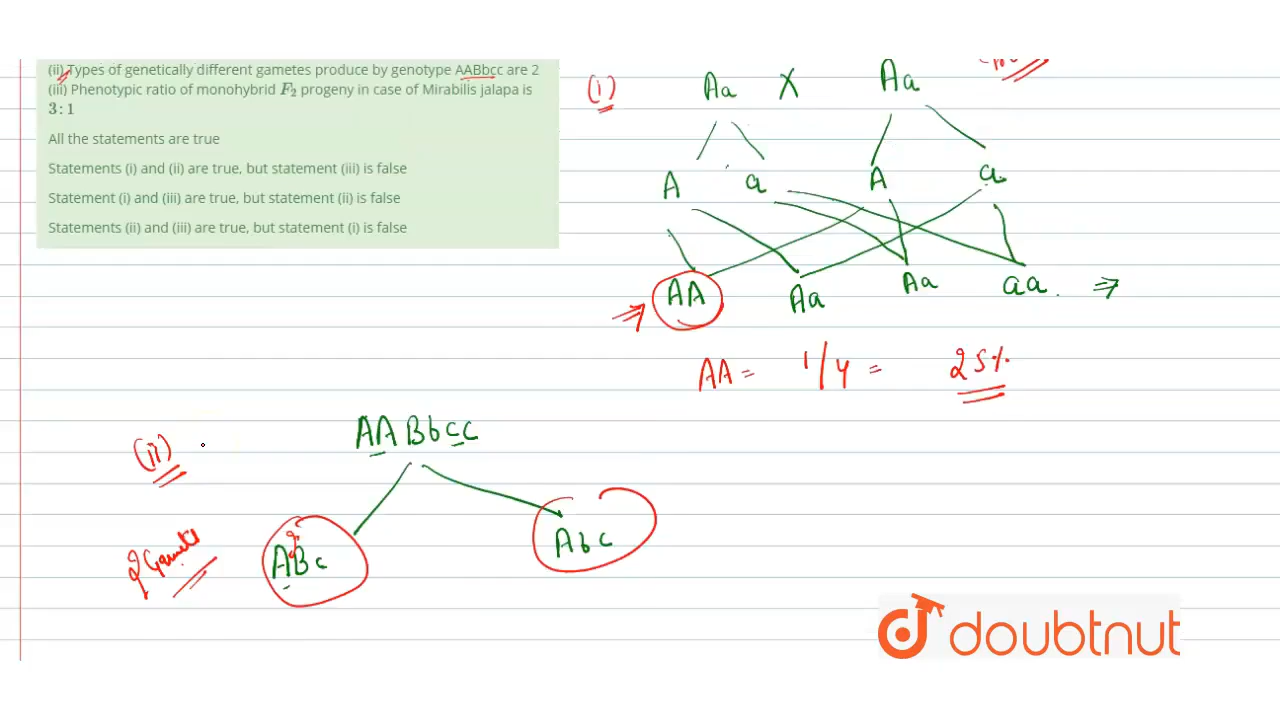 (ii) Types of genetically different gametes produce by genotype AABbcc are 2
(iii) Phenotypic ratio of monohybrid F₂ progeny in case of Mirabilis jalapa is
3 : 1
All the statements are true
Statements (i) and (ii) are true, but statement (iii) is false
Statement (i) and (iii) are true, but statement (ii) is false
Statements (ii) and (iii) are true, but statement (i) is false
(i) Aa X Aa
A a A a
AA Aa Aa aa ⇒
AA = 1/4 = 25%
(ii) AABbcc
ABc Abc
2 Gamete
doubtnut